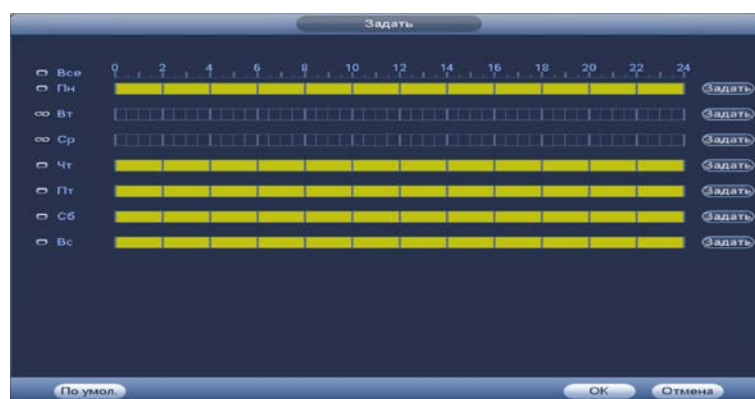 Задать
Все 0 2 4 6 8 10 12 14 16 18 20 22 24
Пн Задать
Вт Задать
Ср Задать
Чт Задать
Пт Задать
Сб Задать
Вс Задать
По умол. OK Отмена